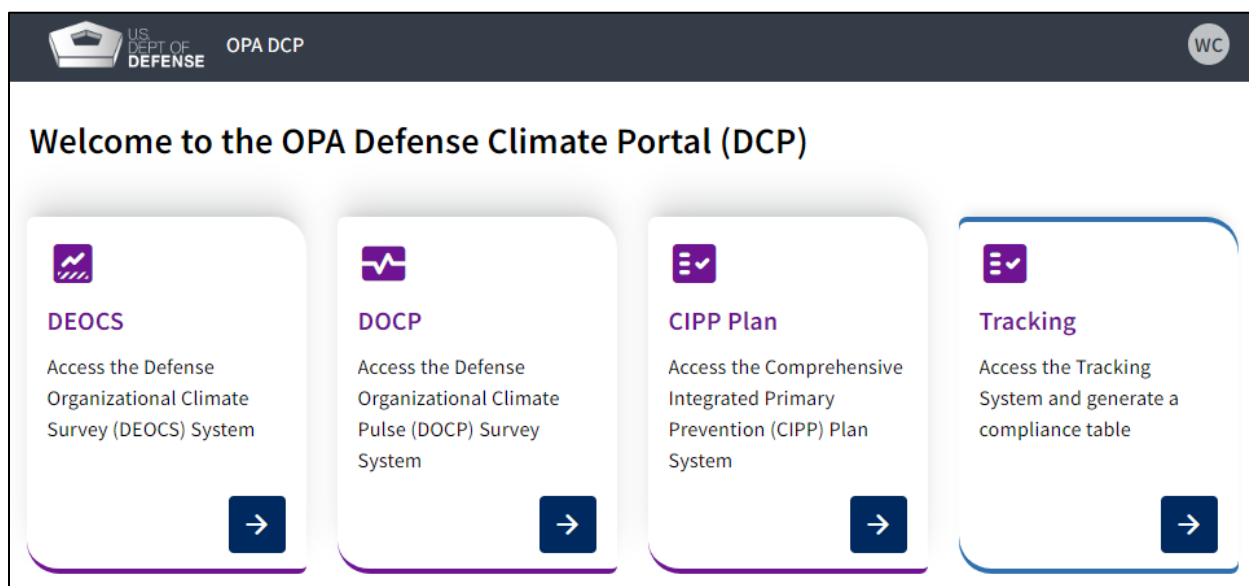 U.S.
DEPT OF
DEFENSE
OPA DCP
WC
Welcome to the OPA Defense Climate Portal (DCP)
DEOCS
Access the Defense
Organizational Climate
Survey (DEOCS) System
DOCP
Access the Defense
Organizational Climate
Pulse (DOCP) Survey
System
CIPP Plan
Access the Comprehensive
Integrated Primary
Prevention (CIPP) Plan
System
Tracking
Access the Tracking
System and generate a
compliance table